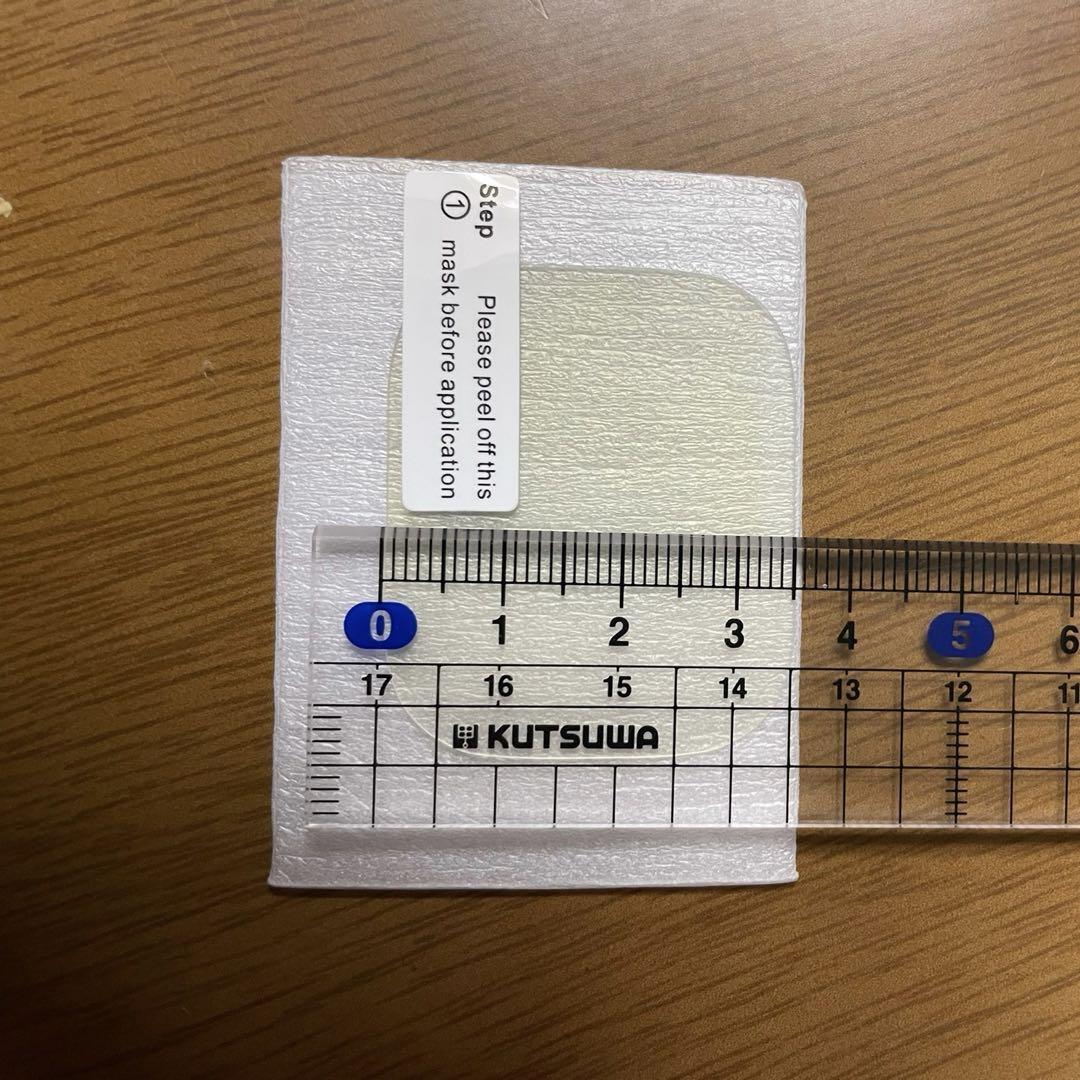 Step
① Please peel off this
mask before application
0 1 2 3 4 5 6
17 16 15 14 13 12 11
KUTSUWA